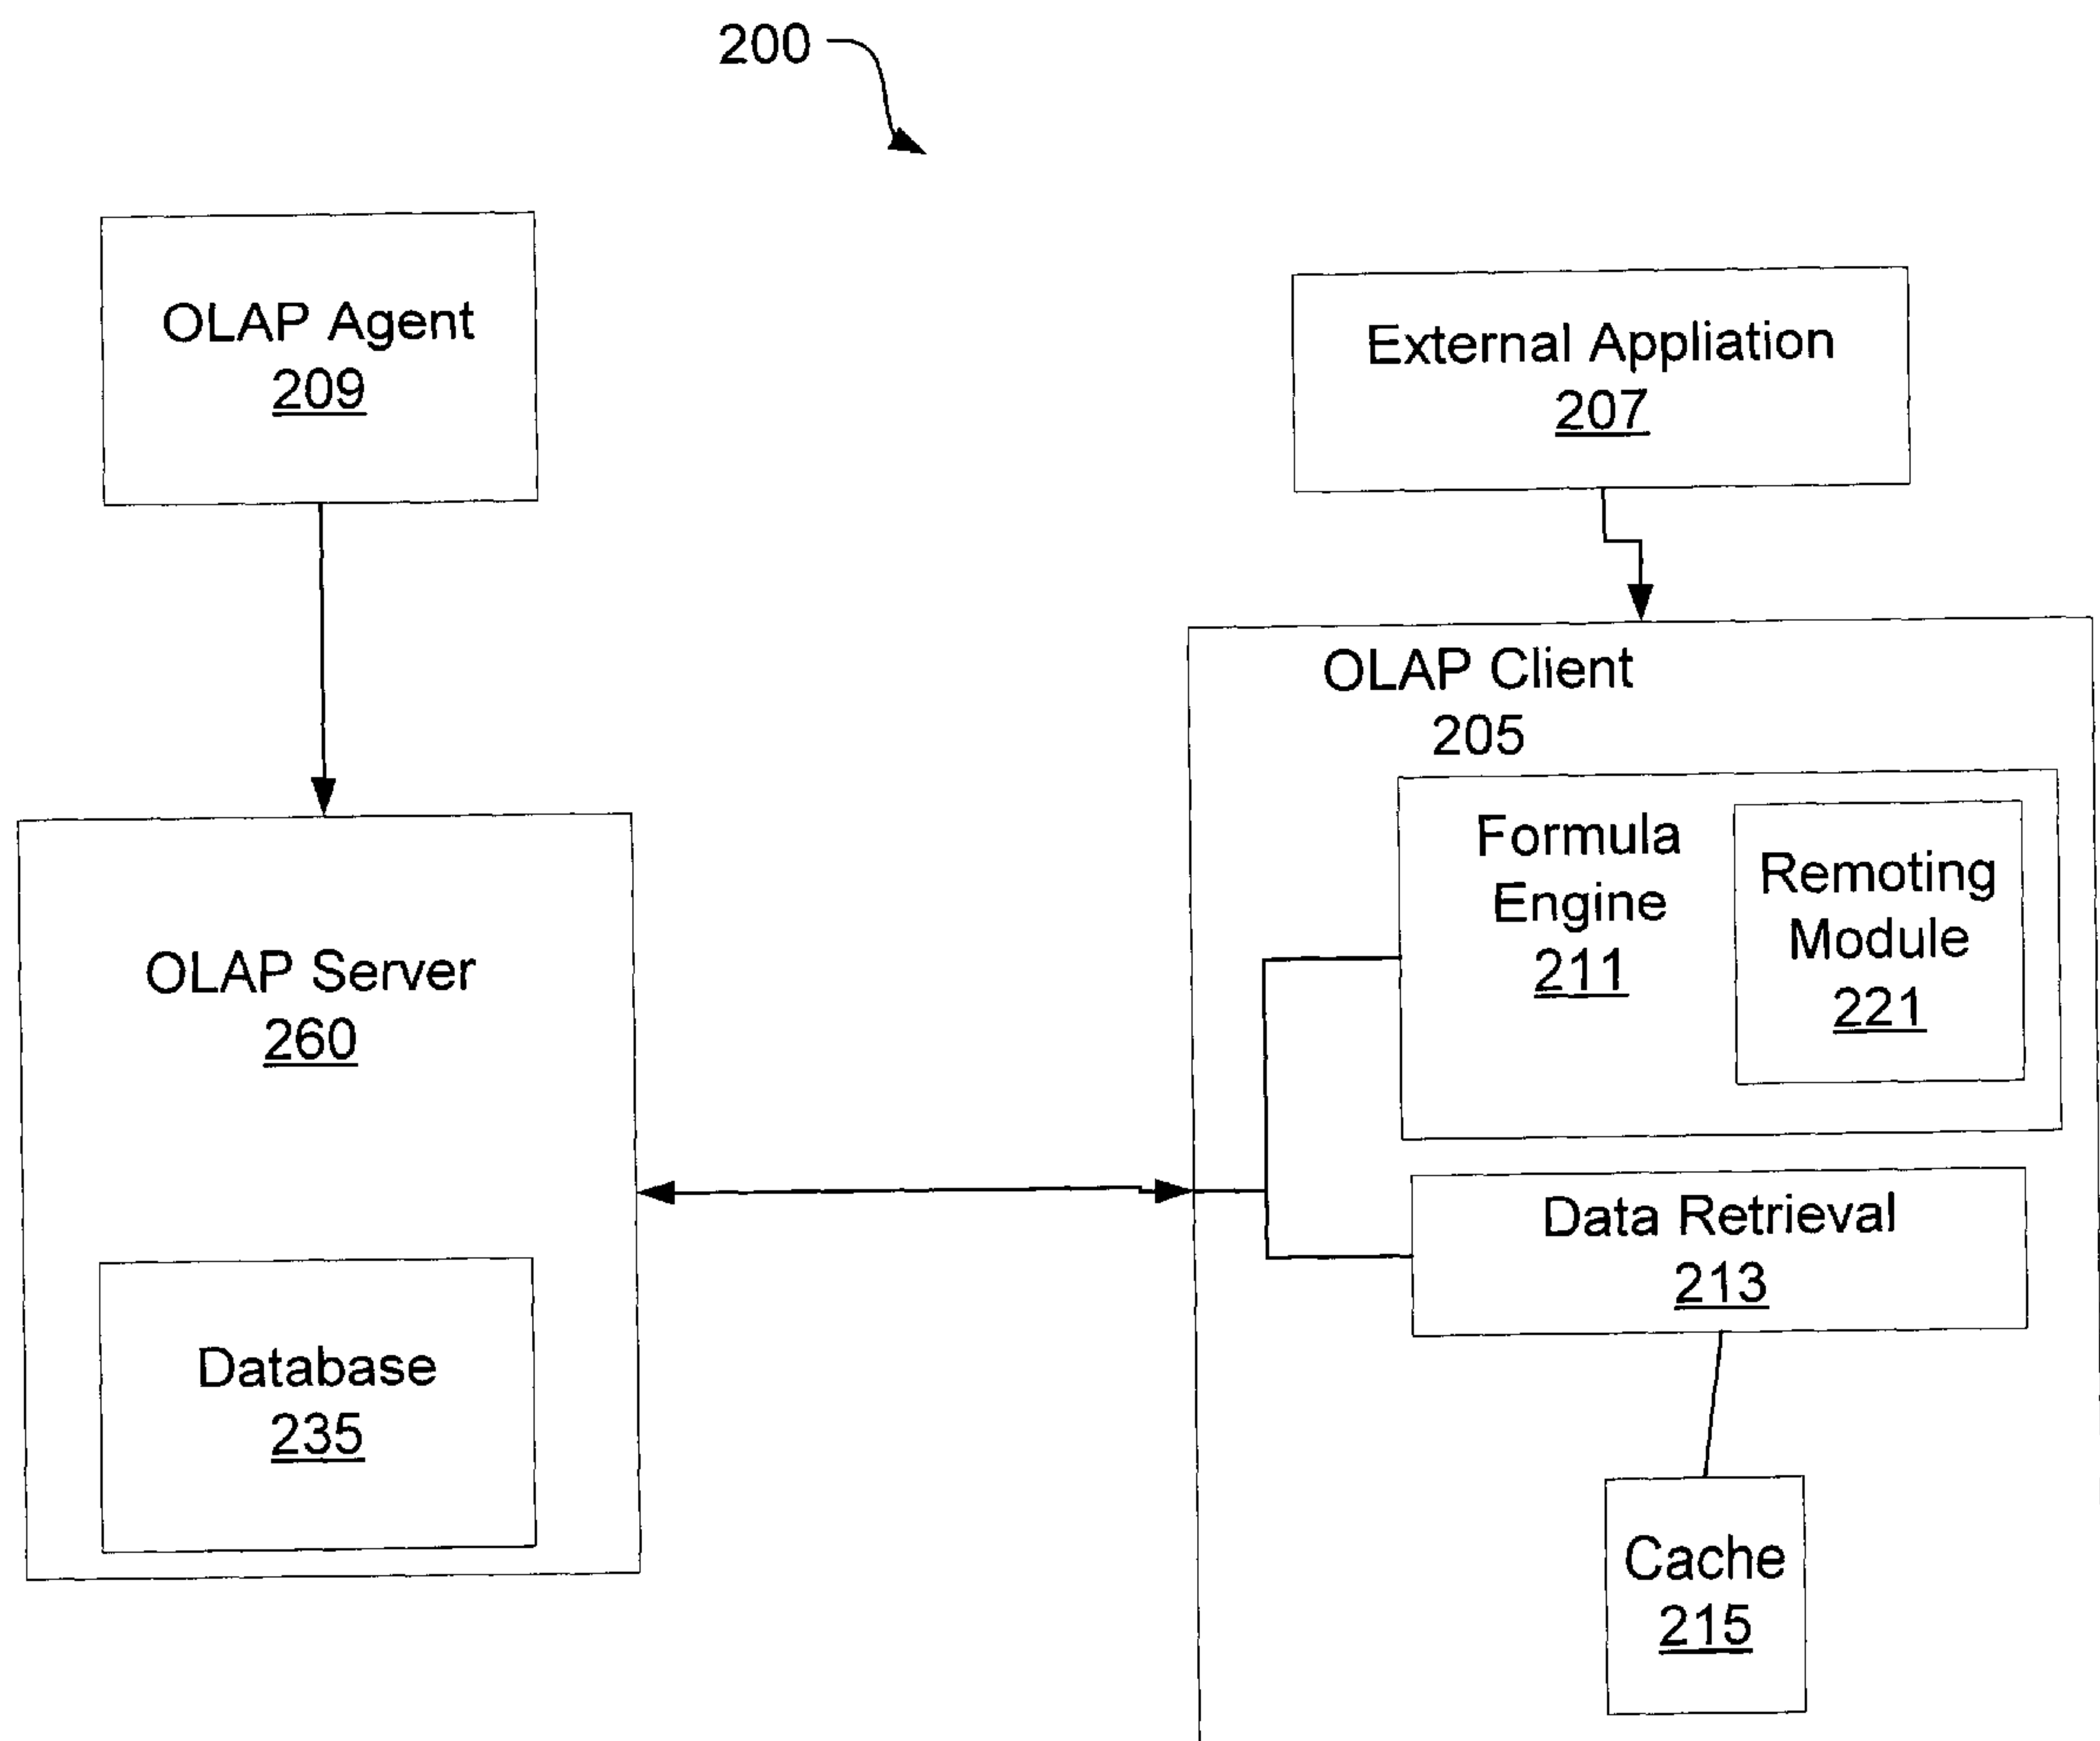 200
OLAP Agent
209
External Appliation
207
OLAP Client
205
Formula
Engine
211
Remoting
Module
221
OLAP Server
260
Data Retrieval
213
Database
235
Cache
215